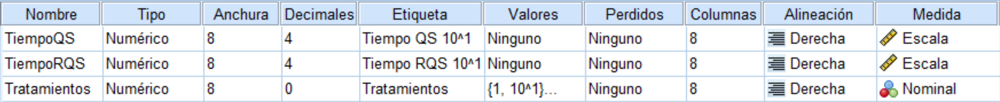 Nombre Tipo Anchura Decimales Etiqueta Valores Perdidos Columnas Alineación Medida
TiempoQS Numérico 8 4 Tiempo QS 10^1 Ninguno Ninguno 8 Derecha Escala
TiempoRQS Numérico 8 4 Tiempo RQS 10^1 Ninguno Ninguno 8 Derecha Escala
Tratamientos Numérico 8 0 Tratamientos {1, 10^1}... Ninguno 8 Derecha Nominal